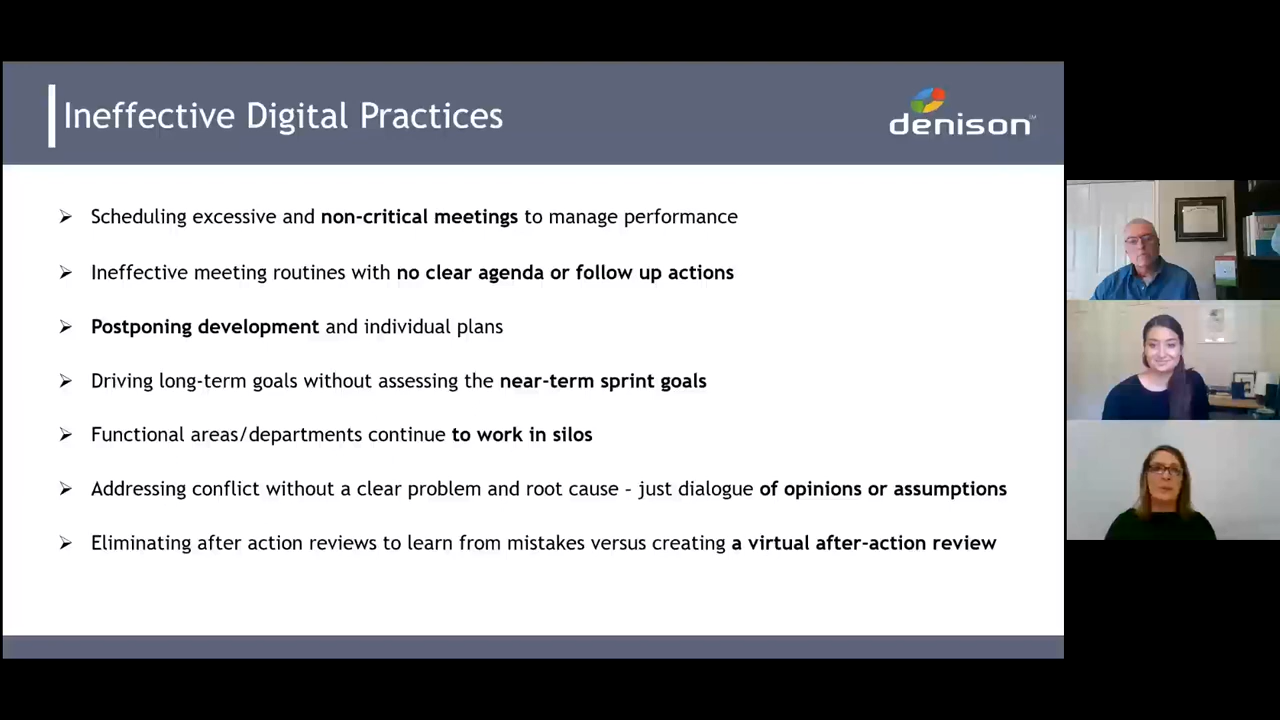 Ineffective Digital Practices
denison
Scheduling excessive and non-critical meetings to manage performance
Ineffective meeting routines with no clear agenda or follow up actions
Postponing development and individual plans
Driving long-term goals without assessing the near-term sprint goals
Functional areas/departments continue to work in silos
Addressing conflict without a clear problem and root cause – just dialogue of opinions or assumptions
Eliminating after action reviews to learn from mistakes versus creating a virtual after-action review